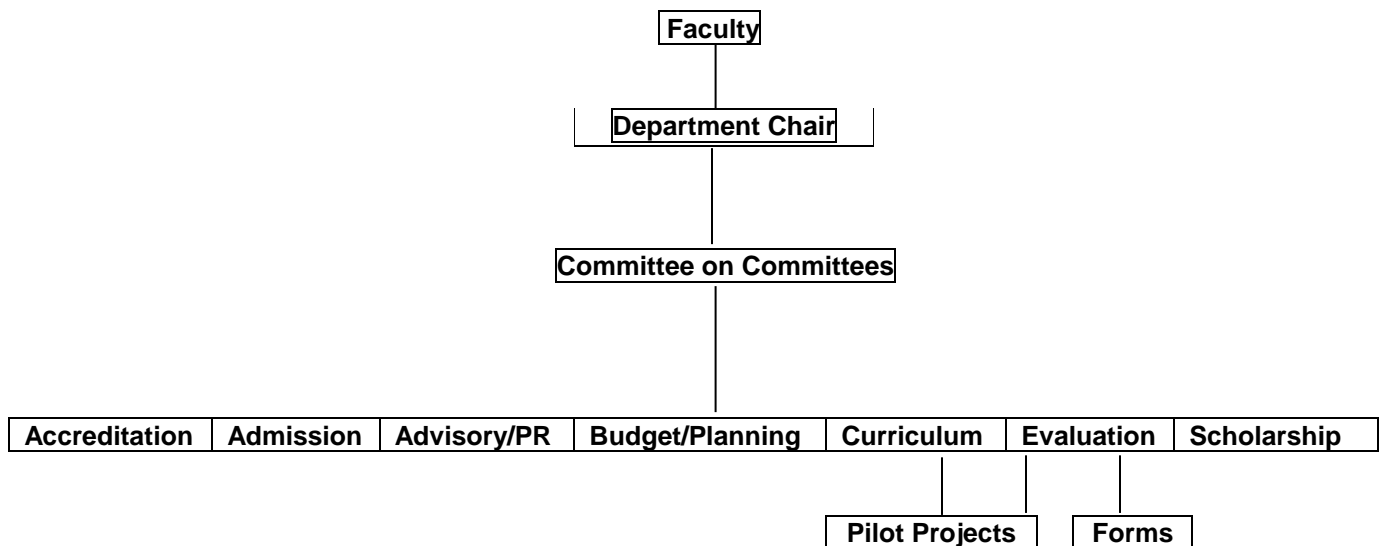 Faculty
Department Chair
Committee on Committees
Accreditation Admission Advisory/PR Budget/Planning Curriculum Evaluation Scholarship
Pilot Projects Forms